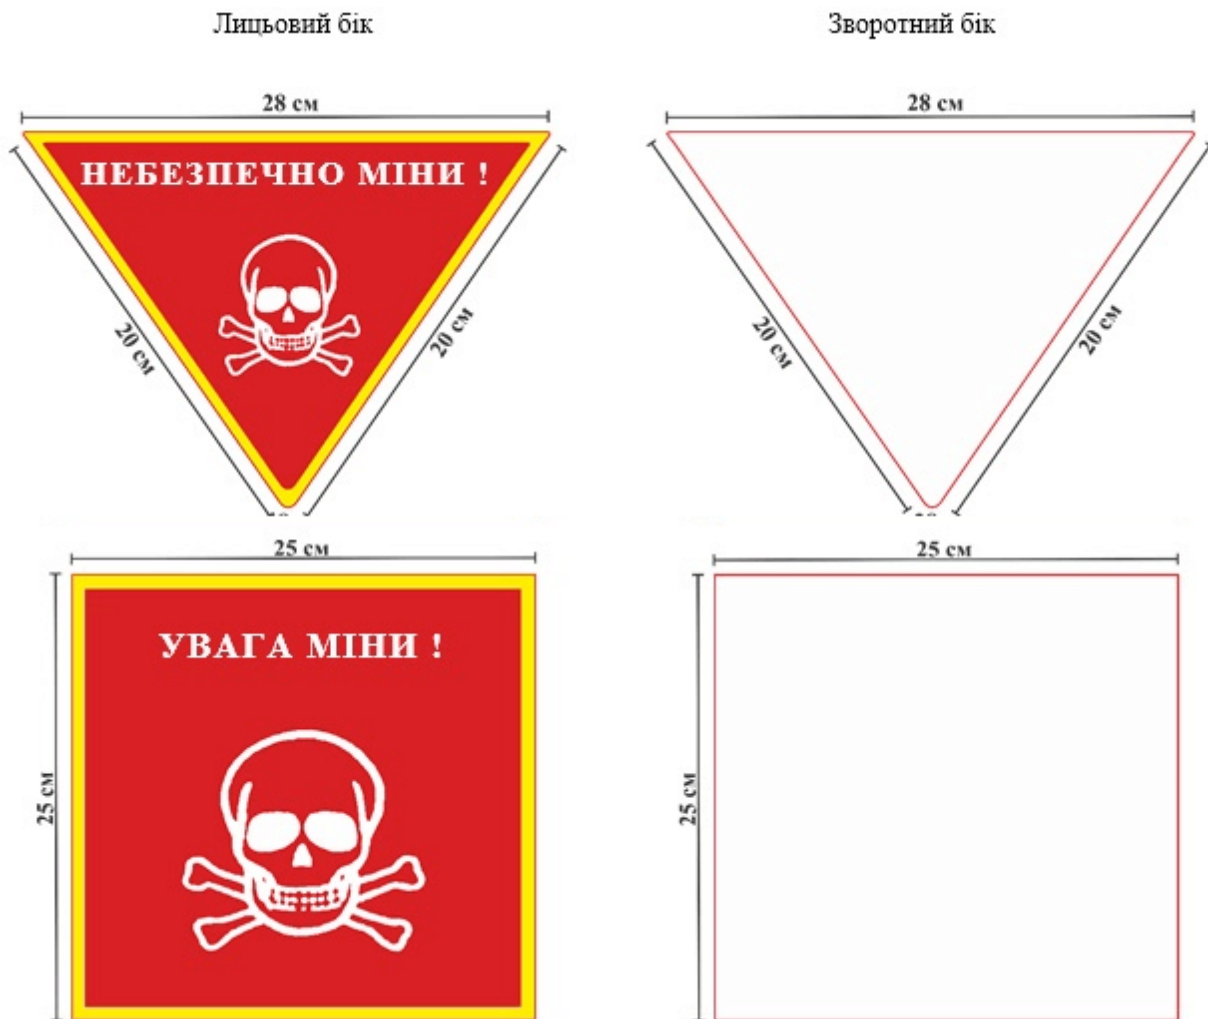 Лицьовий бік
Зворотний бік
28 см
28 см
НЕБЕЗПЕЧНО МІНИ !
20 см
20 см
20 см
20 см
25 см
25 см
УВАГА МІНИ !
25 см
25 см